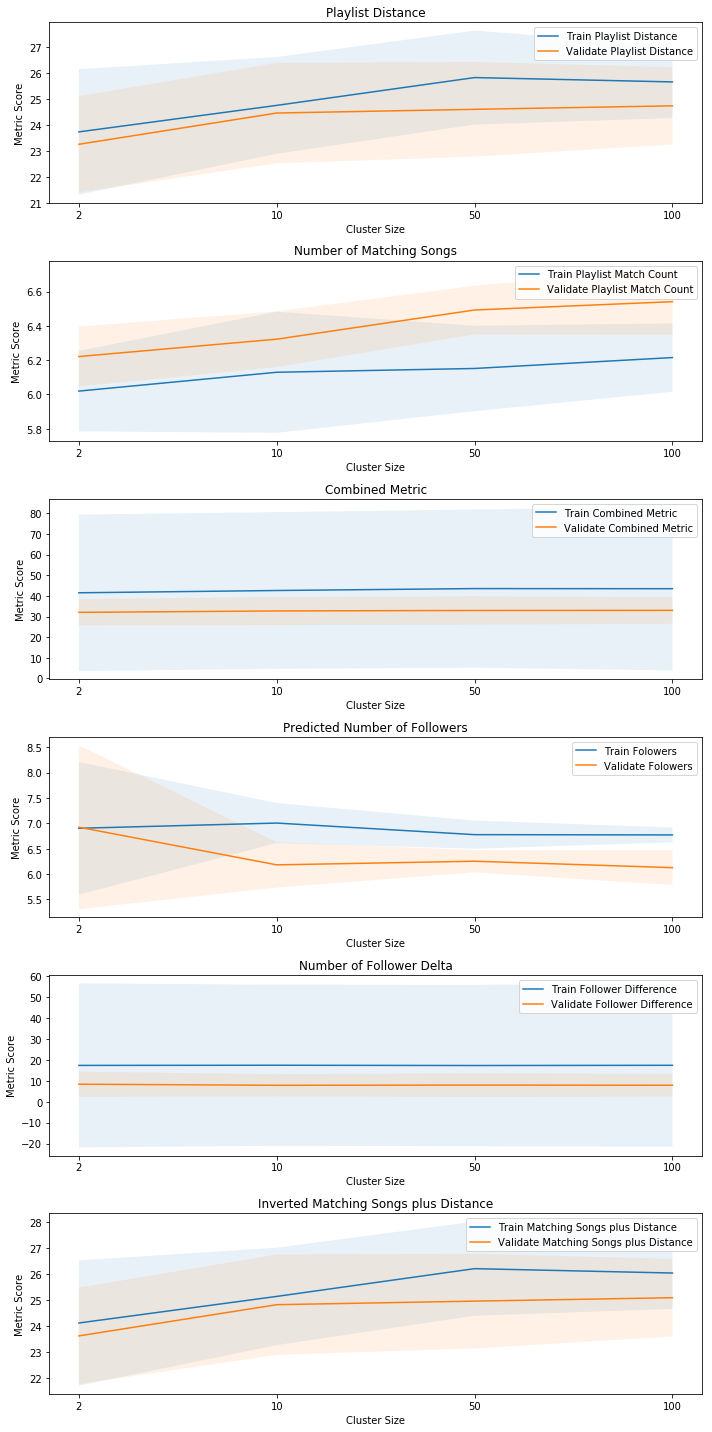 Playlist Distance
Train Playlist Distance
Validate Playlist Distance
27
26
25
24
23
22
21
Metric Score
2 10 50 100
Cluster Size
Number of Matching Songs
Train Playlist Match Count
Validate Playlist Match Count
6.6
6.4
6.2
6.0
5.8
Metric Score
2 10 50 100
Cluster Size
Combined Metric
Train Combined Metric
Validate Combined Metric
80
70
60
50
40
30
20
10
0
Metric Score
2 10 50 100
Cluster Size
Predicted Number of Followers
Train Folowers
Validate Folowers
8.5
8.0
7.5
7.0
6.5
6.0
5.5
Metric Score
2 10 50 100
Cluster Size
Number of Follower Delta
Train Follower Difference
Validate Follower Difference
60
50
40
30
20
10
0
−10
−20
Metric Score
2 10 50 100
Cluster Size
Inverted Matching Songs plus Distance
Train Matching Songs plus Distance
Validate Matching Songs plus Distance
28
27
26
25
24
23
22
Metric Score
2 10 50 100
Cluster Size